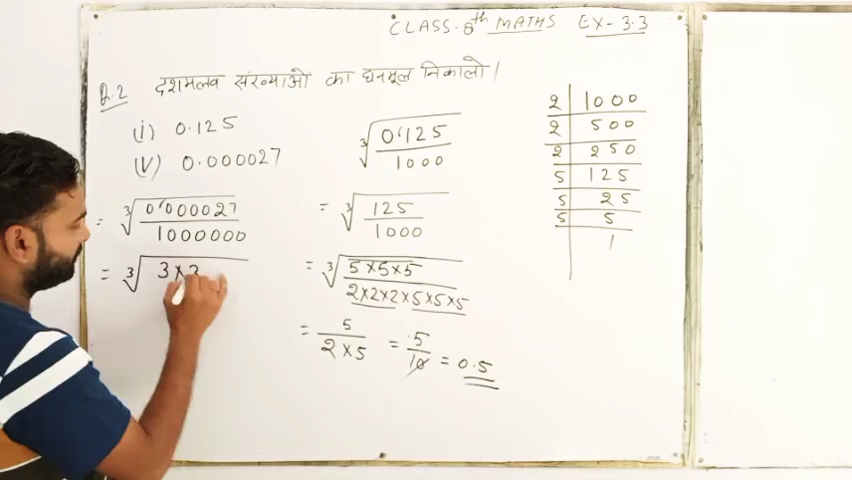 CLASS-8th MATHS EX-3.3
Q.2 दशमलव संख्याओं का घनमूल निकालो।
(i) 0.125
(V) 0.000027
= ∛(0.000027/1000000)
= ∛(3×3
∛(0.125/1000)
= ∛(125/1000)
= ∛(5×5×5/2×2×2×5×5×5)
= 5/2×5 = 5/10 = 0.5
2 | 1000
2 | 500
2 | 250
5 | 125
5 | 25
5 | 5
| 1